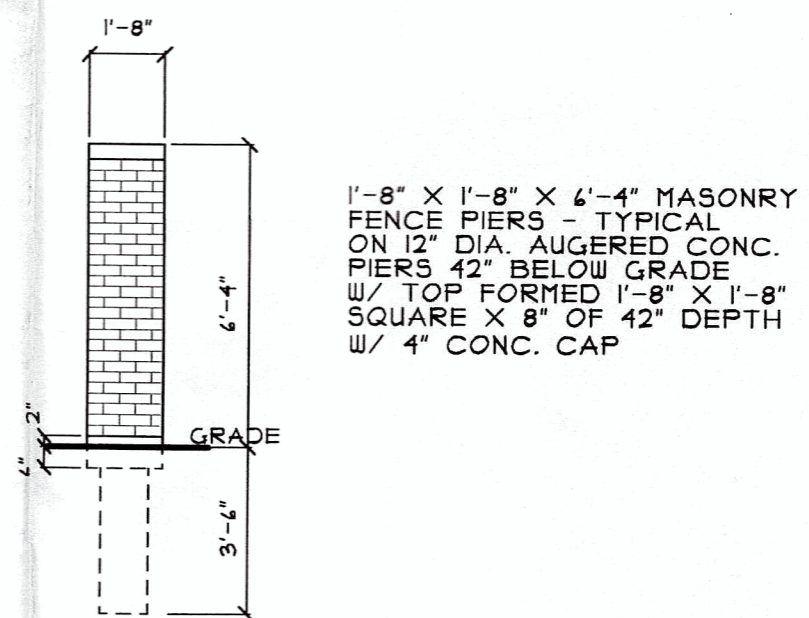 1'-8"
1'-8" X 1'-8" X 6'-4" MASONRY
FENCE PIERS - TYPICAL
ON 12" DIA. AUGERED CONC.
PIERS 42" BELOW GRADE
W/ TOP FORMED 1'-8" X 1'-8"
SQUARE X 8" OF 42" DEPTH
W/ 4" CONC. CAP
6'-4"
2"
GRADE
6"
3'-6"